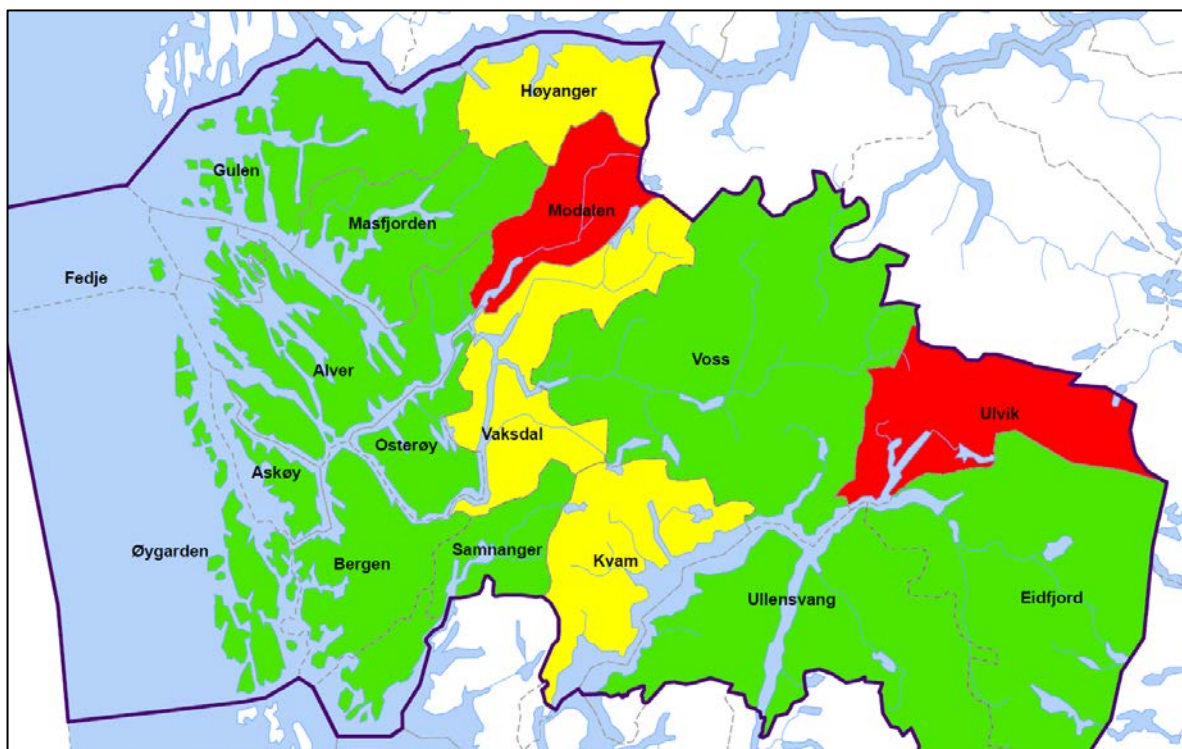 Høyanger
Gulen
Modalen
Masfjorden
Fedje
Voss
Alver
Ulvik
Vaksdal
Osterøy
Askøy
Øygarden
Samnanger
Bergen
Kvam
Ullensvang
Eidfjord